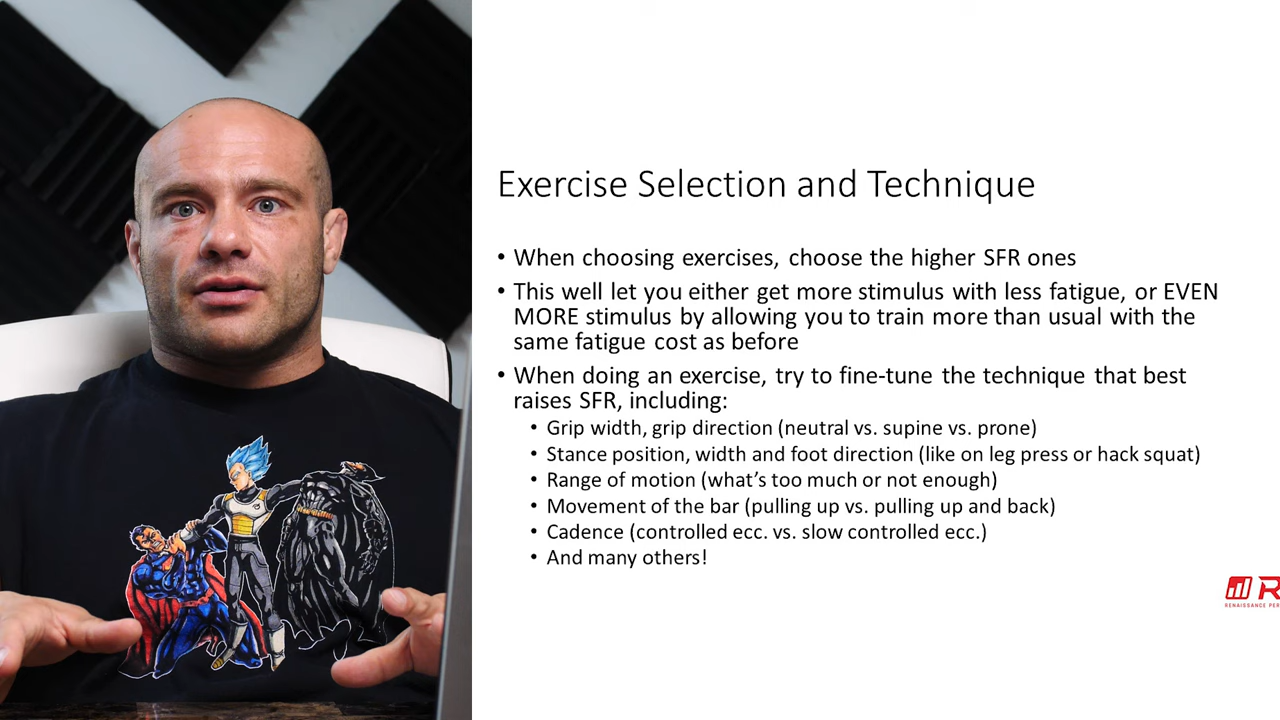 Exercise Selection and Technique
• When choosing exercises, choose the higher SFR ones
• This well let you either get more stimulus with less fatigue, or EVEN
MORE stimulus by allowing you to train more than usual with the
same fatigue cost as before
• When doing an exercise, try to fine-tune the technique that best
raises SFR, including:
• Grip width, grip direction (neutral vs. supine vs. prone)
• Stance position, width and foot direction (like on leg press or hack squat)
• Range of motion (what's too much or not enough)
• Movement of the bar (pulling up vs. pulling up and back)
• Cadence (controlled ecc. vs. slow controlled ecc.)
• And many others!
R
RENAISSANCE PER